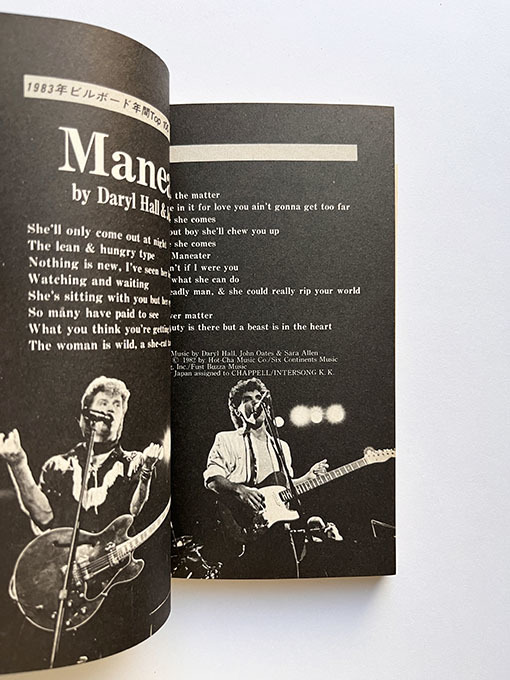 1983年ビルボード年間Top
Mane
by Daryl Hall &
She'll only come out at night
The lean & hungry type
Nothing is new, I've seen her
Watching and waiting
She's sitting with you but her
So many have paid to see
What you think you're getting
The woman is wild, a she-cat
the matter
in it for love you ain't gonna get too far
she comes
out boy she'll chew you up
she comes
Maneater
if I were you
what she can do
man, & she could really rip your world
matter
is there but a beast is in the heart
Music by Daryl Hall, John Oates & Sara Allen
© 1982 by Hot-Cha Music Co./Six Continents Music
Inc./Fust Buzza Music
Japan assigned to CHAPPELL/INTERSONG K.K.